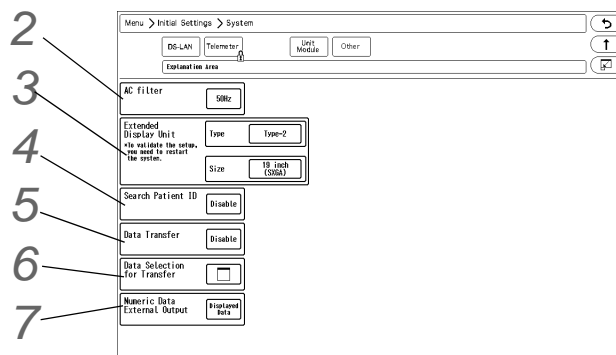 Menu > Initial Settings > System
DS-LAN Telemeter Unit Module Other
Explanation Area
2
AC filter
50Hz
3
Extended
Display Unit
*To validate the setup,
you need to restart
the system.
Type Type-2
Size 19 inch
(SXGA)
4
Search Patient ID
Disable
5
Data Transfer
Disable
6
Data Selection
for Transfer
7
Numeric Data
External Output
Displayed
Data